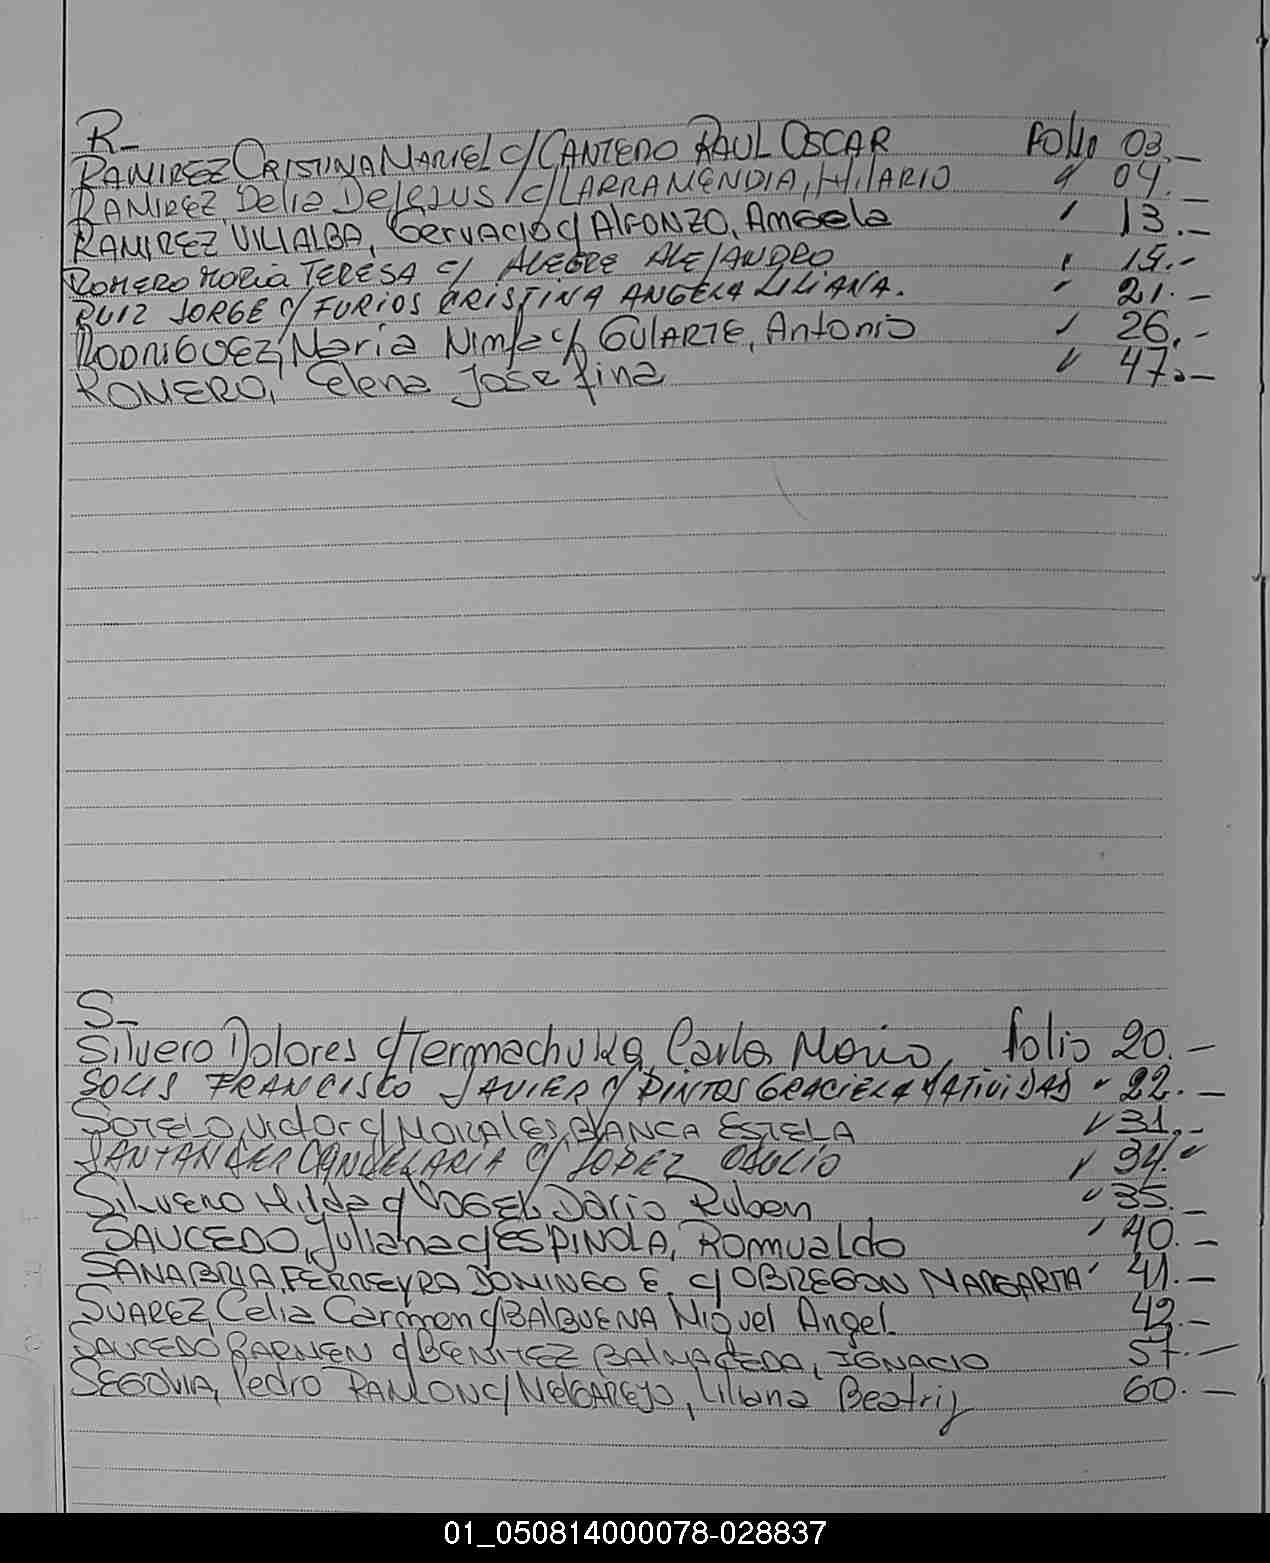 R_
RAMIREZ CRISTINA MARIEL c/ CANTERO RAUL OSCAR Folio 03._
RAMIREZ, Delia De Jesus c/ LARRAMENDIA, HILARIO " 04._
RAMIREZ VILLALBA, Gervacio c/ ALFONZO, Angela " 13._
ROMERO MARIA TERESA c/ ALEGRE ALEJANDRO " 15.-
RUIZ JORGE c/ FURIOS CRISTINA ANGELA LILIANA. " 21.-
RODRIGUEZ, Maria Ninfa c/ GULARTE, Antonio " 26.-
ROMERO, Elena Josefina " 47.-
S_
Silvero Dolores c/ Termachuka, Carlos Mario, folio 20.-
SOLIS FRANCISCO JAVIER c/ PINTOS GRACIELA NATIVIDAD " 22.-
SOTELO, Victor c/ MORALES, BLANCA ESTELA " 31.-
SANTANDER CANDELARIA c/ LOPEZ ODULIO " 34.-
Silvero Hilda c/ VOGEL, Dario Ruben " 35._
SAUCEDO, Juliana c/ ESPINOLA, Romualdo " 40.-
SANABRIA, FERREYRA DOMINGO E. c/ OBREGON MARGARITA " 41.-
SUAREZ, Celia Carmen c/ BALBUENA Miguel Angel 42.-
SAUCEDO CARMEN c/ BENITEZ BALMACEDA, IGNACIO 57.-
SEGOVIA, Pedro RAMON c/ MELGAREJO, Liliana Beatriz 60.-
01_050814000078-028837